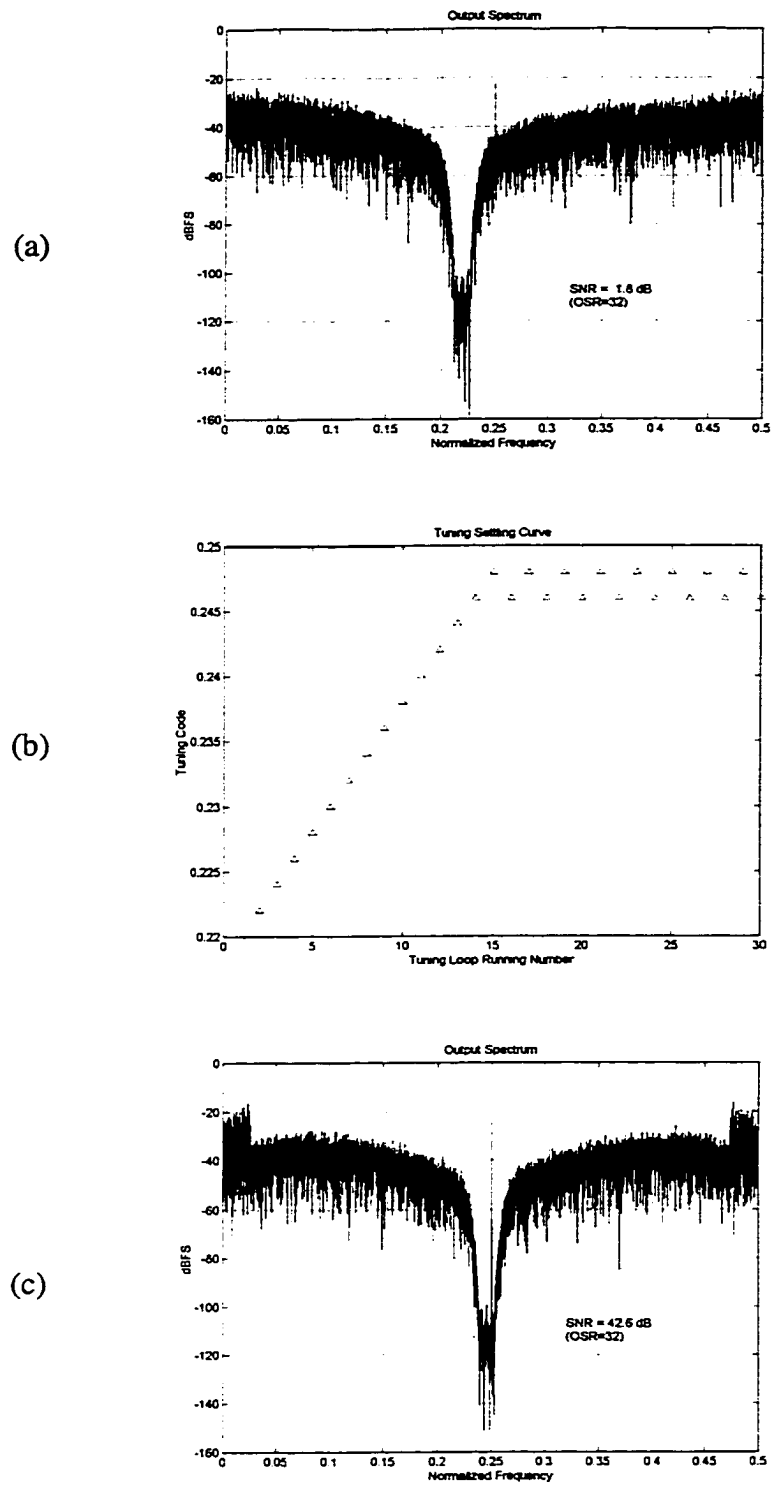 (a)
Output Spectrum
dBFS
0
-20
-40
-60
-80
-100
-120
-140
-160
SNR = 1.6 dB
(OSR=32)
0 0.05 0.1 0.15 0.2 0.25 0.3 0.35 0.4 0.45 0.5
Normalized Frequency
(b)
Tuning Settling Curve
Tuning Code
0.25
0.245
0.24
0.235
0.23
0.225
0.22
0 5 10 15 20 25 30
Tuning Loop Running Number
(c)
Output Spectrum
dBFS
0
-20
-40
-60
-80
-100
-120
-140
-160
SNR = 42.6 dB
(OSR=32)
0 0.05 0.1 0.15 0.2 0.25 0.3 0.35 0.4 0.45 0.5
Normalized Frequency